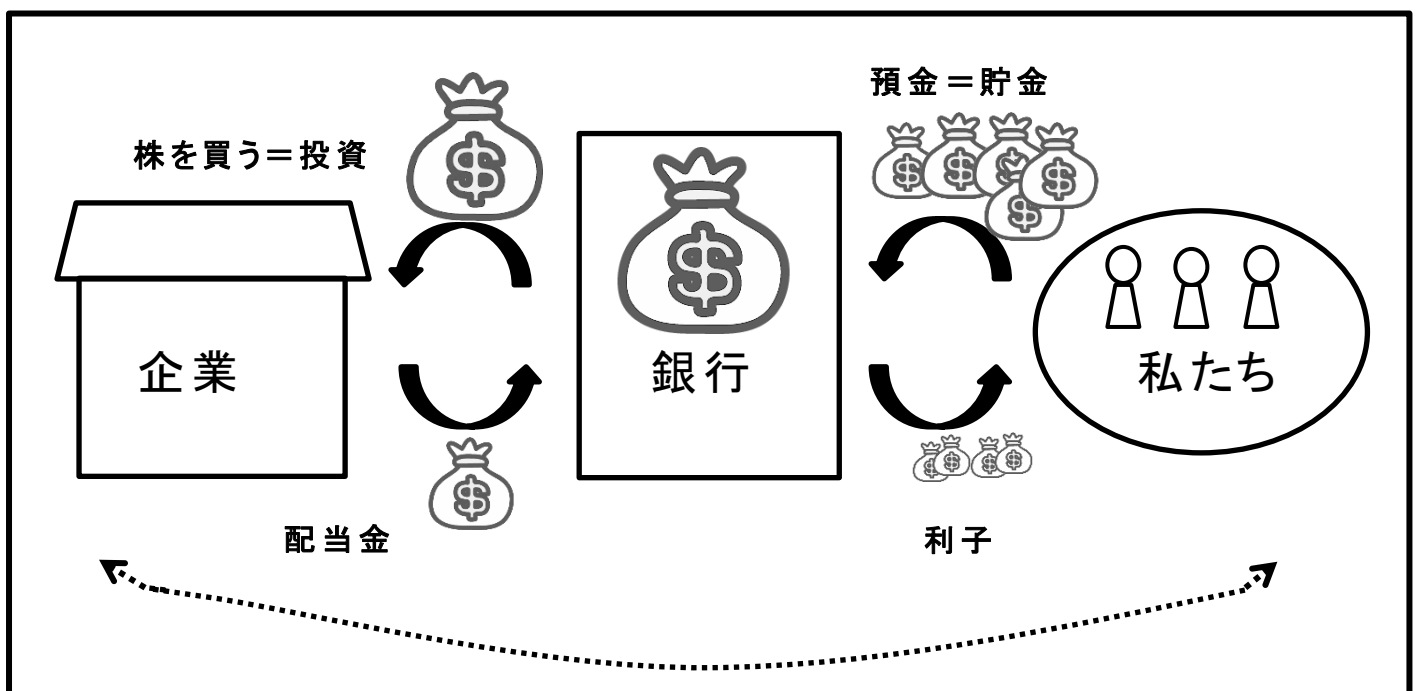 預金＝貯金
株を買う＝投資
企業
銀行
私たち
配当金
利子